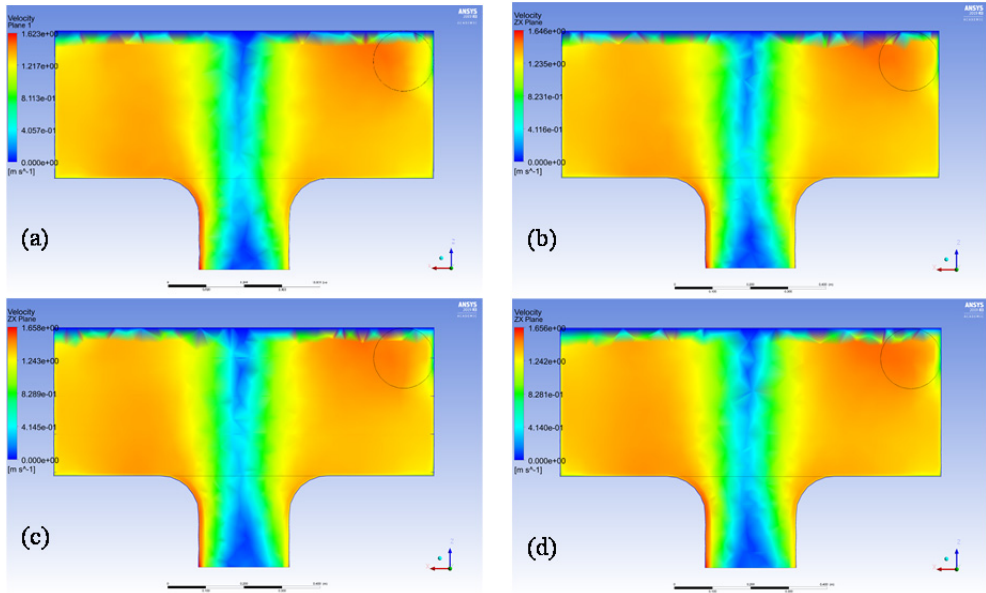 Velocity
Plane 1
1.623e+00
1.217e+00
8.113e-01
4.057e-01
0.000e+00
[m s^-1]
ANSYS
(a)
Velocity
ZX Plane
1.646e+00
1.235e+00
8.231e-01
4.116e-01
0.000e+00
[m s^-1]
ANSYS
(b)
Velocity
ZX Plane
1.658e+00
1.243e+00
8.289e-01
4.145e-01
0.000e+00
[m s^-1]
ANSYS
(c)
Velocity
ZX Plane
1.656e+00
1.242e+00
8.281e-01
4.140e-01
0.000e+00
[m s^-1]
ANSYS
(d)